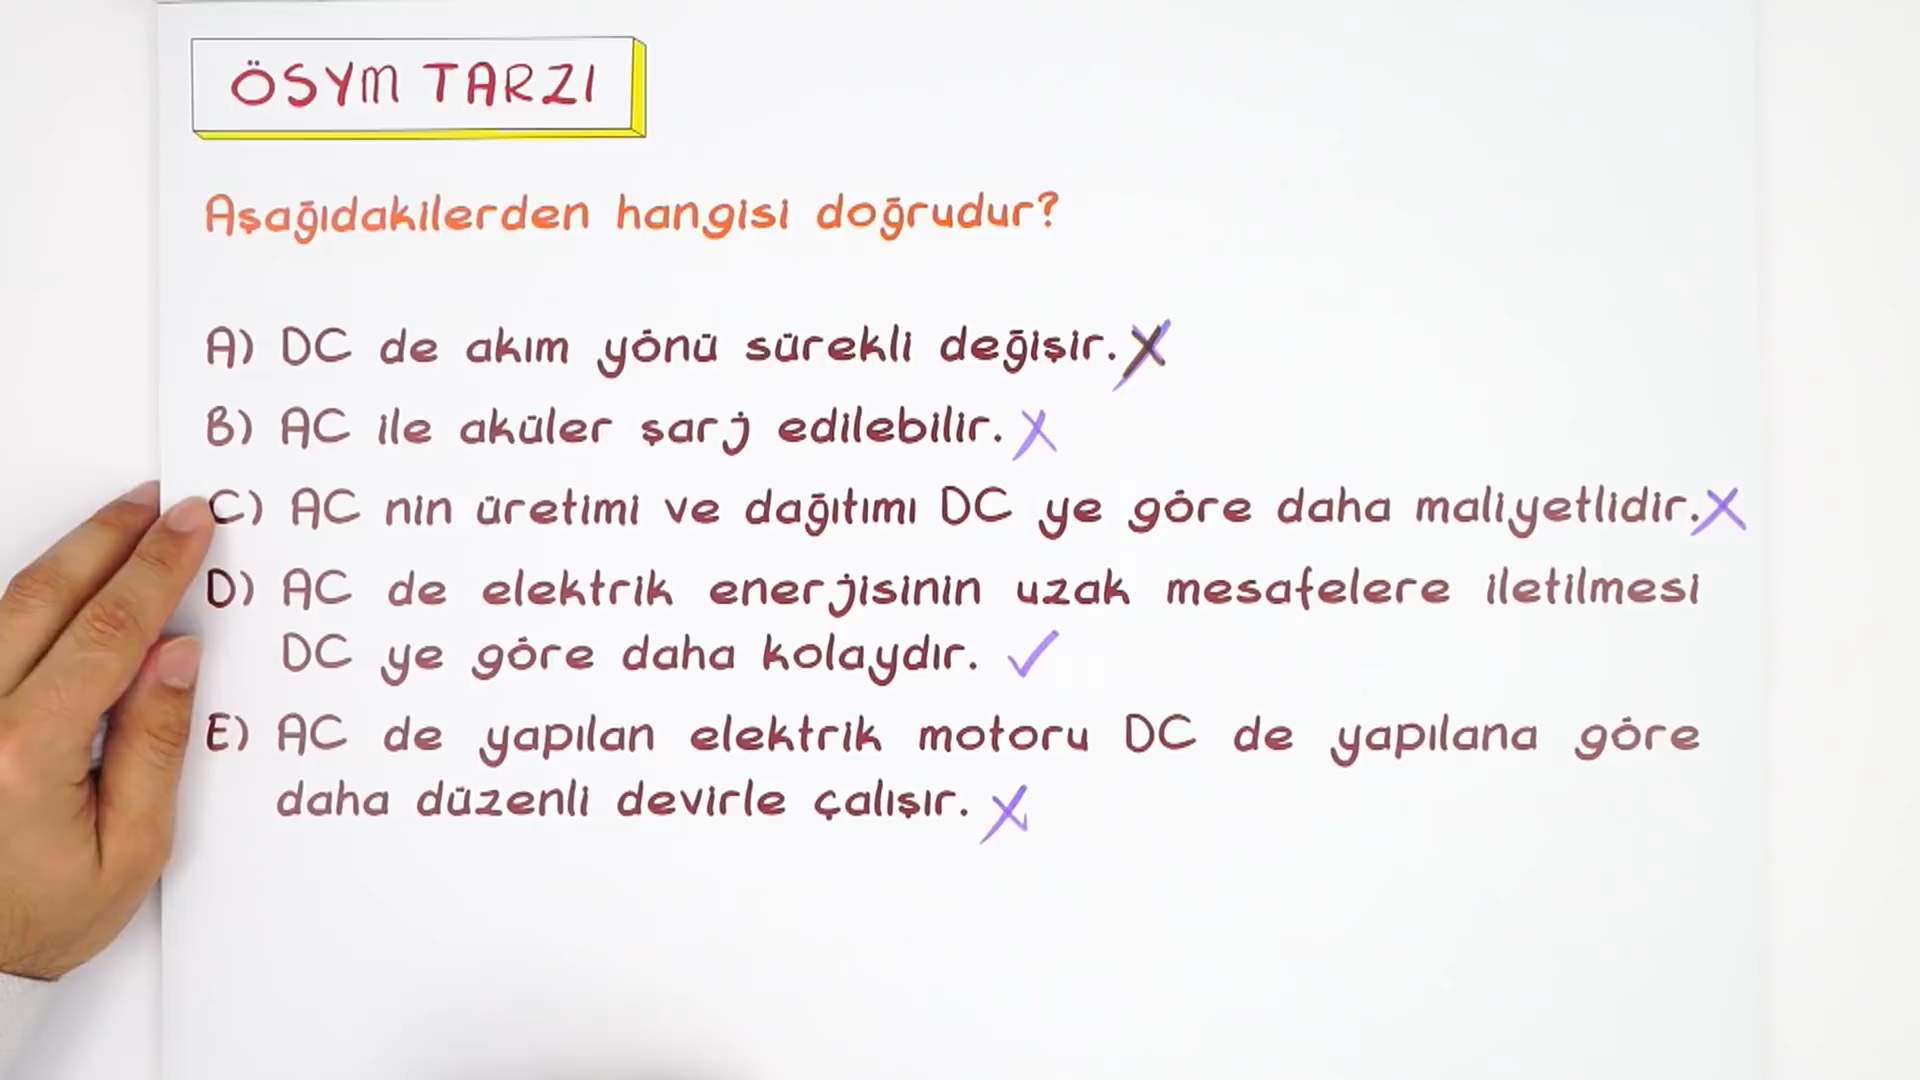 ÖSYM TARZI
Aşağıdakilerden hangisi doğrudur?
A) DC de akım yönü sürekli değişir. X
B) AC ile aküler şarj edilebilir. X
C) AC nin üretimi ve dağıtımı DC ye göre daha maliyetlidir. X
D) AC de elektrik enerjisinin uzak mesafelere iletilmesi
DC ye göre daha kolaydır. ✓
E) AC de yapılan elektrik motoru DC de yapılana göre
daha düzenli devirle çalışır. X